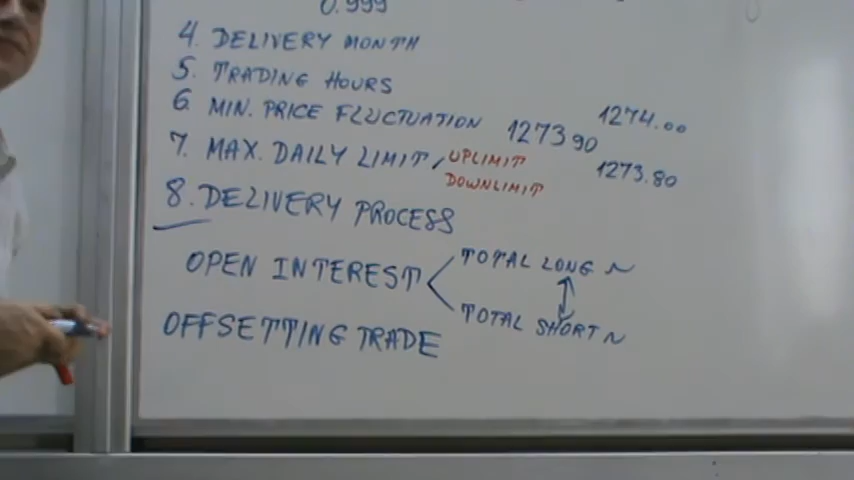 0.999
4. DELIVERY MONTH
5. TRADING HOURS
6. MIN. PRICE FLUCTUATION 1273 90 1274.00
7. MAX. DAILY LIMIT, UPLIMIT 1273.80
DOWNLIMIT
8. DELIVERY PROCESS
OPEN INTEREST < TOTAL LONG ~
TOTAL SHORT ~
OFFSETTING TRADE